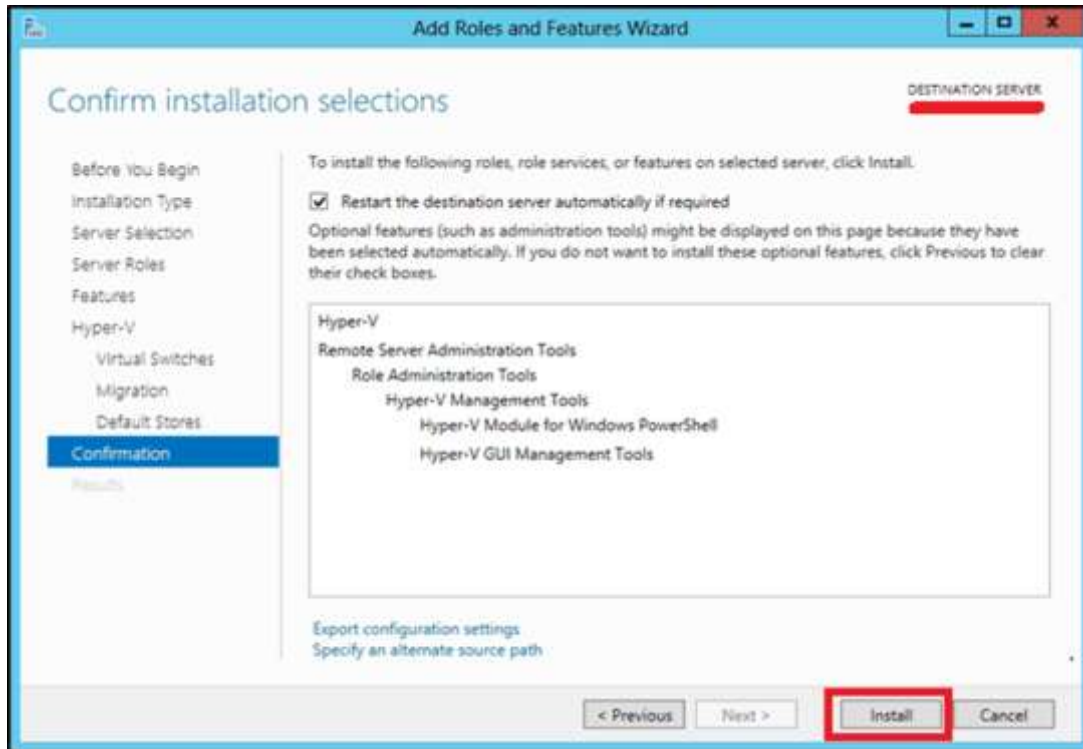 Add Roles and Features Wizard
Confirm installation selections
DESTINATION SERVER
Before You Begin
Installation Type
Server Selection
Server Roles
Features
Hyper-V
Virtual Switches
Migration
Default Stores
Confirmation
Results
To install the following roles, role services, or features on selected server, click Install.
Restart the destination server automatically if required
Optional features (such as administration tools) might be displayed on this page because they have
been selected automatically. If you do not want to install these optional features, click Previous to clear
their check boxes.
Hyper-V
Remote Server Administration Tools
Role Administration Tools
Hyper-V Management Tools
Hyper-V Module for Windows PowerShell
Hyper-V GUI Management Tools
Export configuration settings
Specify an alternate source path
< Previous Next > Install Cancel